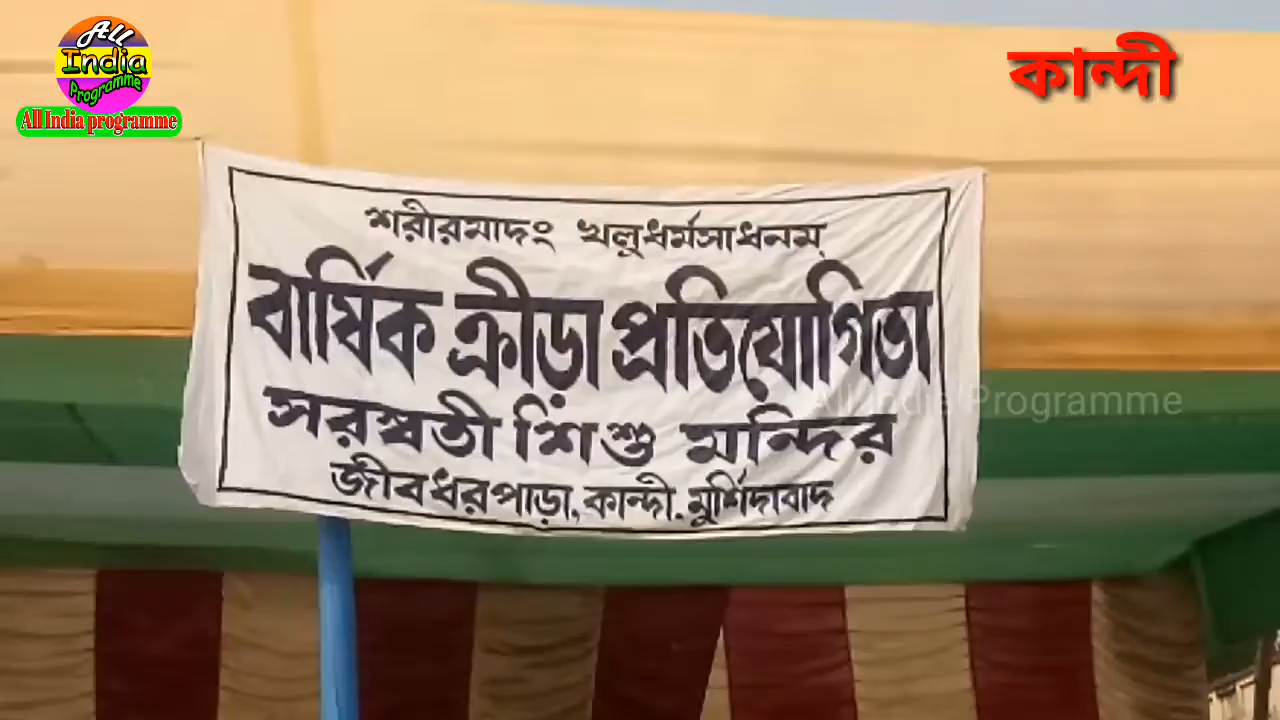 All
India
Programme
All India programme
কান্দী
শরীরমাদং খলুধর্মসাধনম্
বার্ষিক ক্রীড়া প্রতিযোগিতা
সরস্বতী শিশু মন্দির
জীবধরপাড়া, কান্দী. মুর্শিদাবাদ
All India Programme